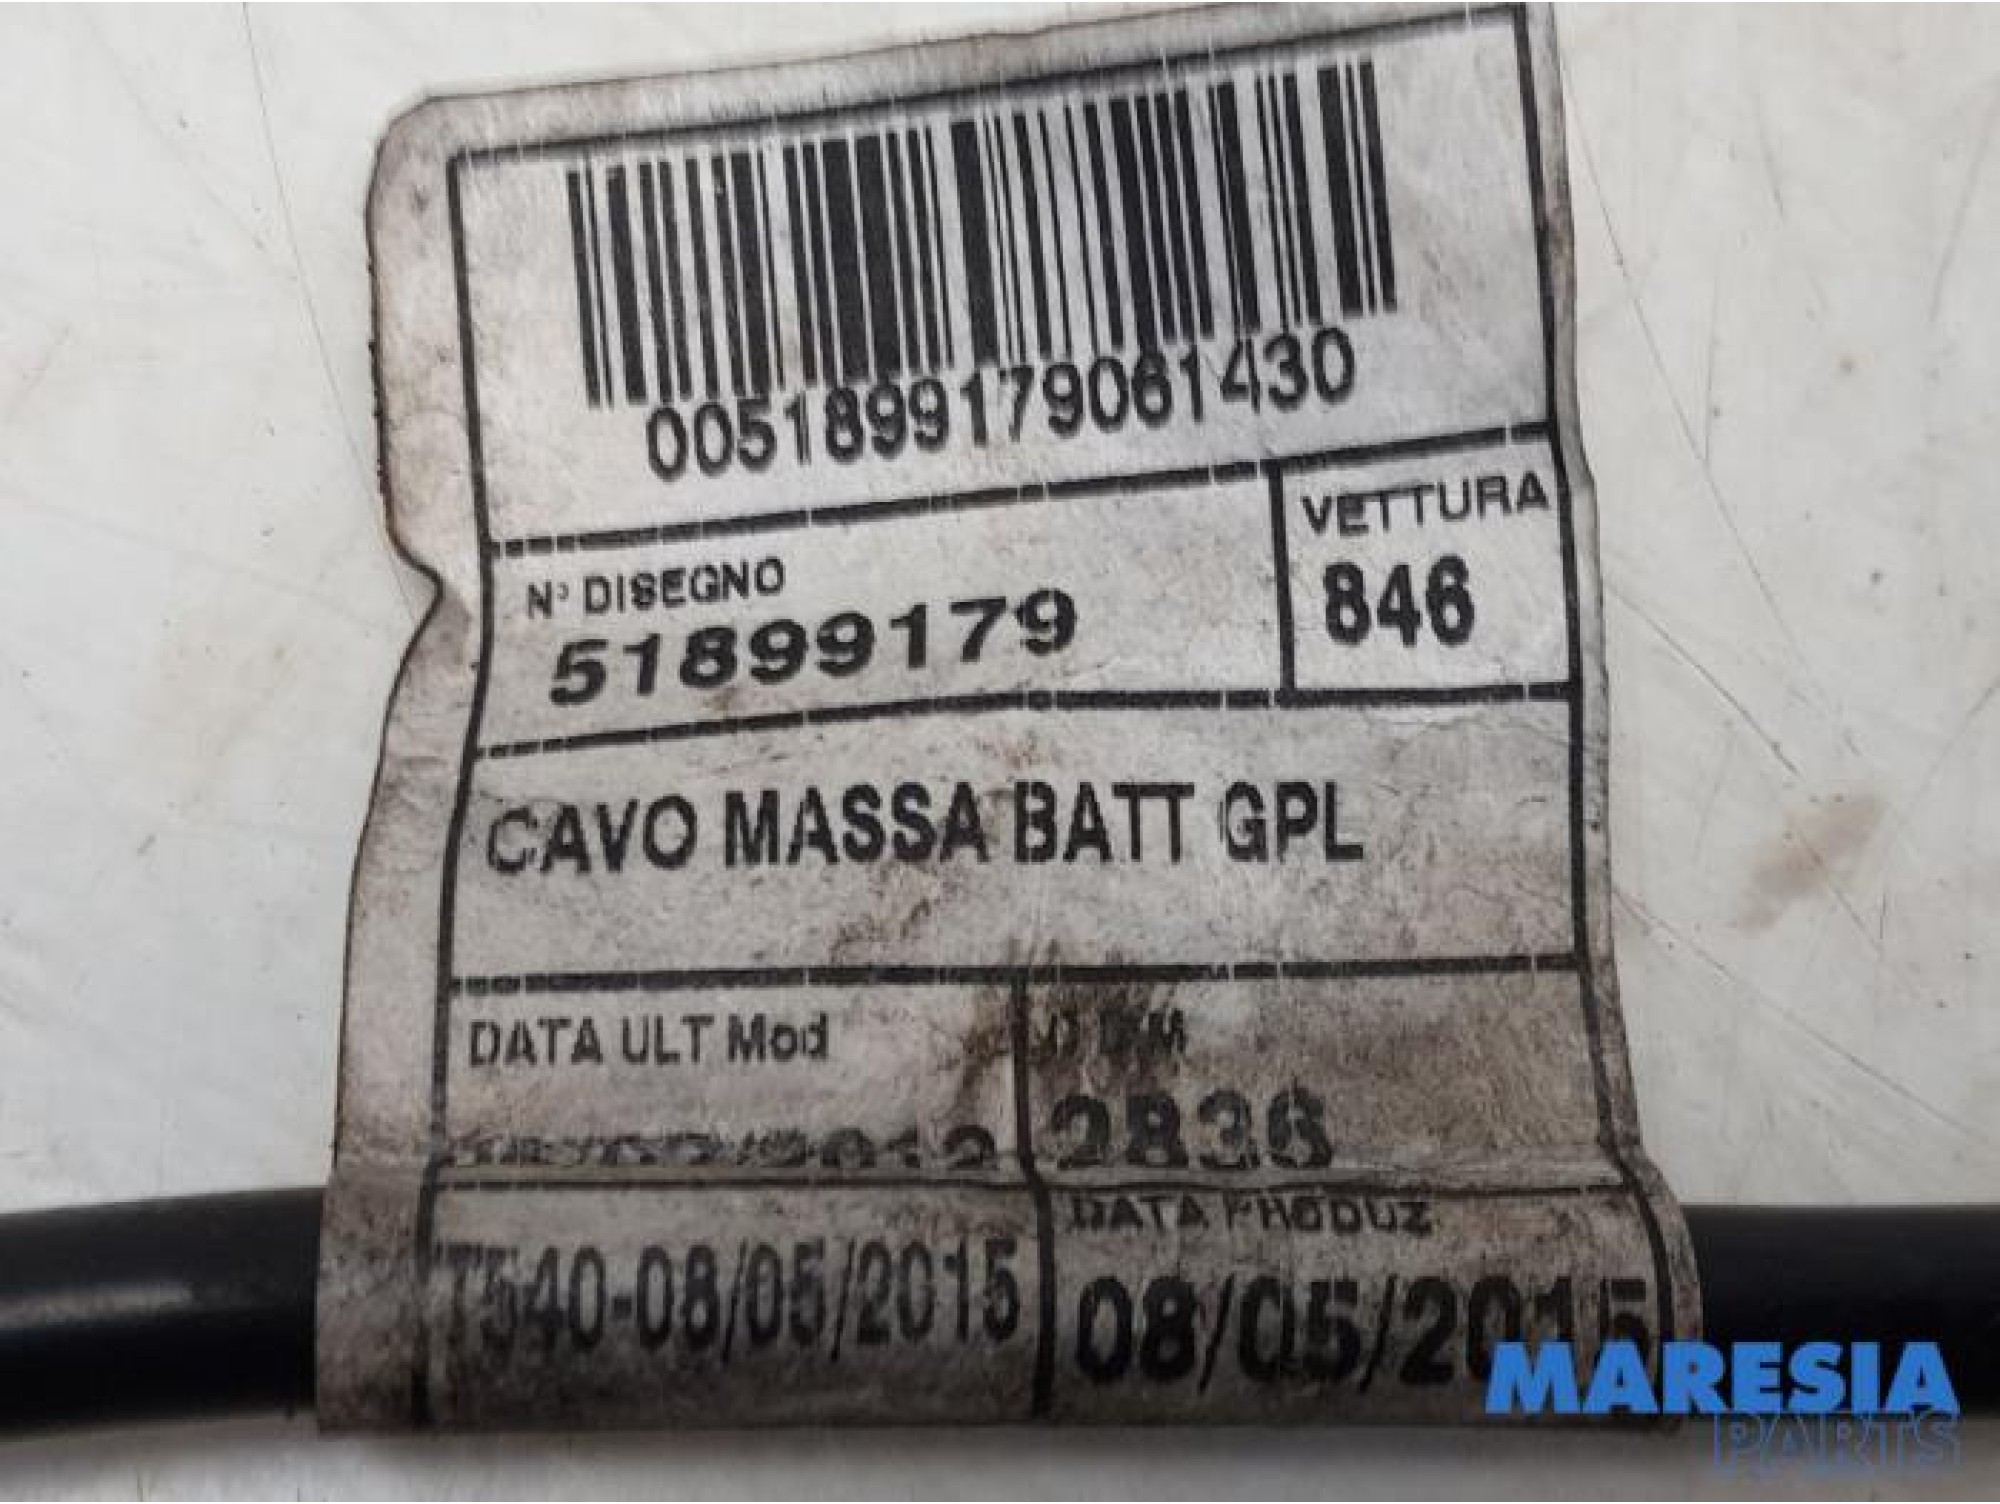 0051899179061430
N° DISEGNO
51899179
VETTURA
846
CAVO MASSA BATT GPL
DATA ULT Mod
2012
2836
DATA PRODUZ
T540-08/05/2015
08/05/2015
MARESIA
PARTS